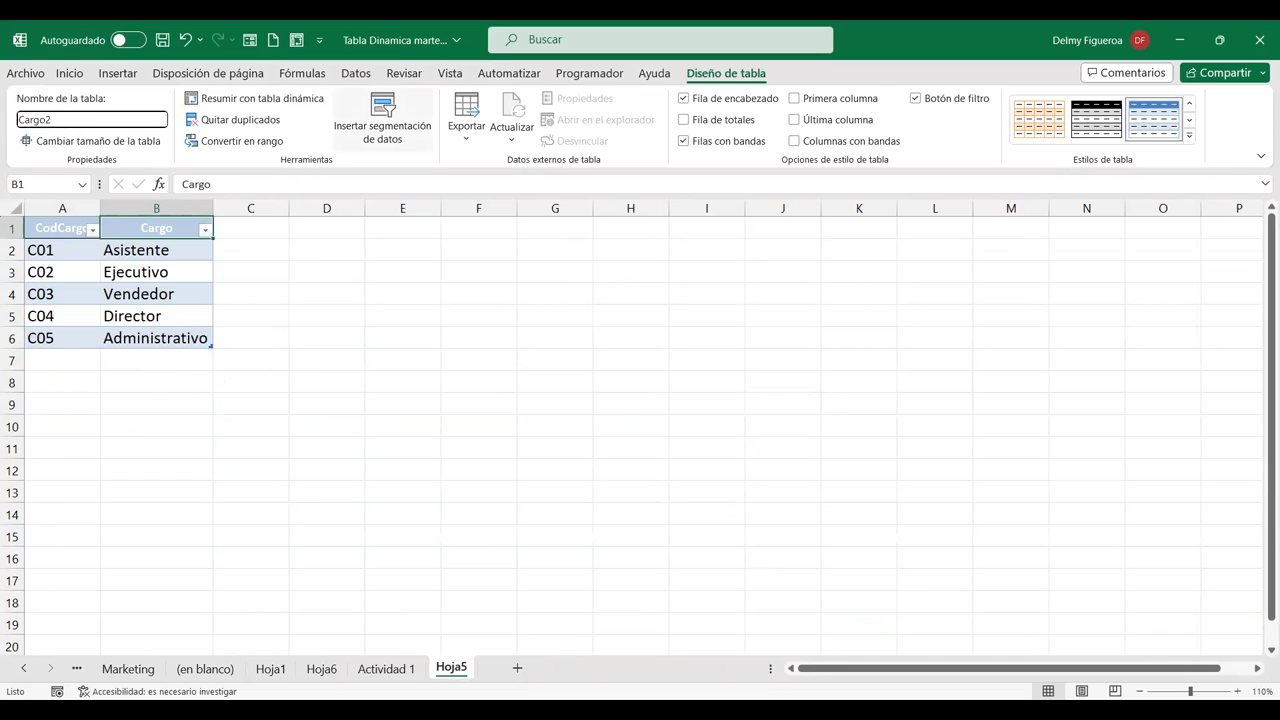 Autoguardado
Tabla Dinamica marte...
Buscar
Delmy Figueroa
DF
Archivo
Inicio
Insertar
Disposición de página
Fórmulas
Datos
Revisar
Vista
Automatizar
Programador
Ayuda
Diseño de tabla
Comentarios
Compartir
Nombre de la tabla:
Cargo2
Cambiar tamaño de la tabla
Propiedades
Resumir con tabla dinámica
Quitar duplicados
Convertir en rango
Insertar segmentación
de datos
Herramientas
Exportar
Actualizar
Propiedades
Abrir en el explorador
Desvincular
Datos externos de tabla
Fila de encabezado
Primera columna
Botón de filtro
Fila de totales
Última columna
Filas con bandas
Columnas con bandas
Opciones de estilo de tabla
Estilos de tabla
B1
fx
Cargo
A B C D E F G H I J K L M N O P
1 CodCargo Cargo
2 C01 Asistente
3 C02 Ejecutivo
4 C03 Vendedor
5 C04 Director
6 C05 Administrativo
7
8
9
10
11
12
13
14
15
16
17
18
19
20
Marketing
(en blanco)
Hoja1
Hoja6
Actividad 1
Hoja5
Listo
Accesibilidad: es necesario investigar
110%